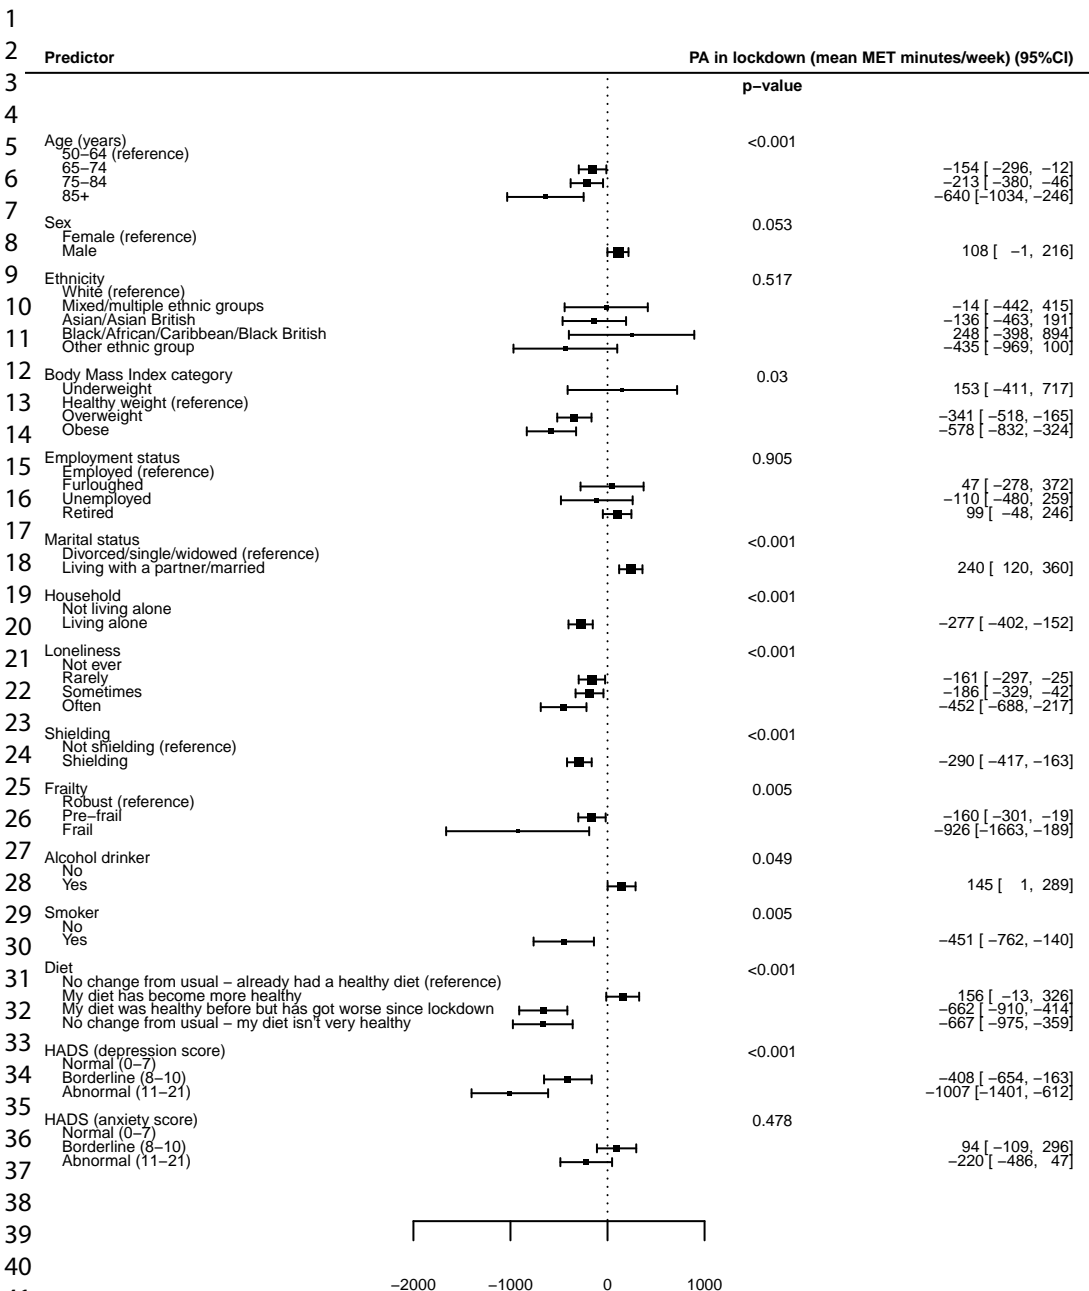 1
2 Predictor PA in lockdown (mean MET minutes/week) (95%CI)
3 p−value
4
5 Age (years) <0.001
50−64 (reference)
65−74 −154 [ −296, −12]
6 75−84 −213 [ −380, −46]
85+ −640 [−1034, −246]
7
Sex 0.053
8 Female (reference)
Male 108 [ −1, 216]
9 Ethnicity 0.517
White (reference)
10 Mixed/multiple ethnic groups −14 [ −442, 415]
Asian/Asian British −136 [ −463, 191]
11 Black/African/Caribbean/Black British 248 [ −398, 894]
Other ethnic group −435 [ −969, 100]
12 Body Mass Index category 0.03
Underweight 153 [ −411, 717]
13 Healthy weight (reference)
Overweight −341 [ −518, −165]
14 Obese −578 [ −832, −324]
15 Employment status 0.905
Employed (reference)
Furloughed 47 [ −278, 372]
16 Unemployed −110 [ −480, 259]
Retired 99 [ −48, 246]
17 Marital status <0.001
Divorced/single/widowed (reference)
18 Living with a partner/married 240 [ 120, 360]
19 Household <0.001
Not living alone
20 Living alone −277 [ −402, −152]
21 Loneliness <0.001
Not ever
Rarely −161 [ −297, −25]
22 Sometimes −186 [ −329, −42]
Often −452 [ −688, −217]
23
Shielding <0.001
Not shielding (reference)
24 Shielding −290 [ −417, −163]
25 Frailty 0.005
Robust (reference)
26 Pre−frail −160 [ −301, −19]
Frail −926 [−1663, −189]
27 Alcohol drinker 0.049
No
28 Yes 145 [ 1, 289]
29 Smoker 0.005
No
30 Yes −451 [ −762, −140]
31 Diet <0.001
No change from usual − already had a healthy diet (reference)
My diet has become more healthy 156 [ −13, 326]
32 My diet was healthy before but has got worse since lockdown −662 [ −910, −414]
No change from usual − my diet isn't very healthy −667 [ −975, −359]
33 HADS (depression score) <0.001
Normal (0−7)
34 Borderline (8−10) −408 [ −654, −163]
Abnormal (11−21) −1007 [−1401, −612]
35
HADS (anxiety score) 0.478
36 Normal (0−7)
Borderline (8−10) 94 [ −109, 296]
37 Abnormal (11−21) −220 [ −486, 47]
38
39
40
−2000 −1000 0 1000